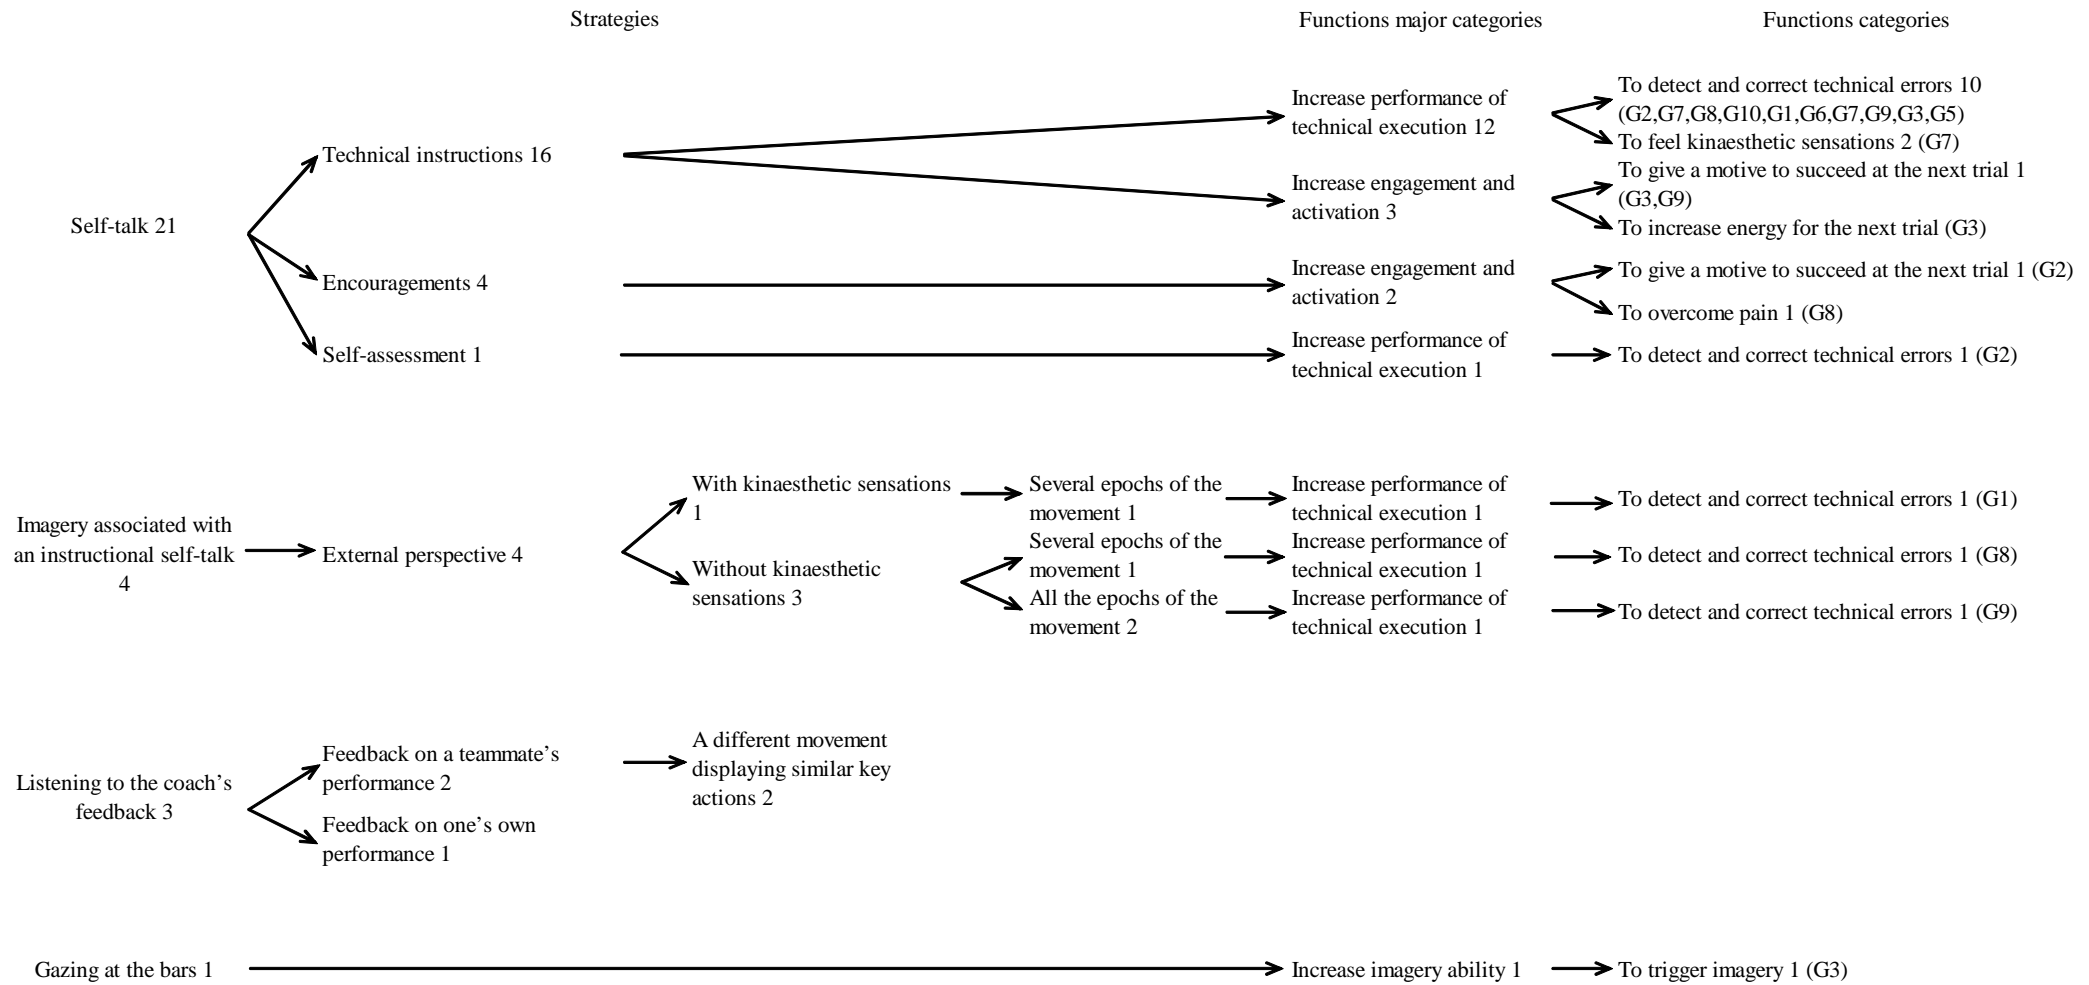 Strategies
Functions major categories
Functions categories
Self-talk 21
Technical instructions 16
Increase performance of
technical execution 12
To detect and correct technical errors 10
(G2,G7,G8,G10,G1,G6,G7,G9,G3,G5)
To feel kinaesthetic sensations 2 (G7)
Increase engagement and
activation 3
To give a motive to succeed at the next trial 1
(G3,G9)
To increase energy for the next trial (G3)
Encouragements 4
Increase engagement and
activation 2
To give a motive to succeed at the next trial 1 (G2)
To overcome pain 1 (G8)
Self-assessment 1
Increase performance of
technical execution 1
To detect and correct technical errors 1 (G2)
Imagery associated with
an instructional self-talk
4
External perspective 4
With kinaesthetic sensations
1
Several epochs of the
movement 1
Increase performance of
technical execution 1
To detect and correct technical errors 1 (G1)
Without kinaesthetic
sensations 3
Several epochs of the
movement 1
Increase performance of
technical execution 1
To detect and correct technical errors 1 (G8)
All the epochs of the
movement 2
Increase performance of
technical execution 1
To detect and correct technical errors 1 (G9)
Listening to the coach's
feedback 3
Feedback on a teammate's
performance 2
A different movement
displaying similar key
actions 2
Feedback on one's own
performance 1
Gazing at the bars 1
Increase imagery ability 1
To trigger imagery 1 (G3)